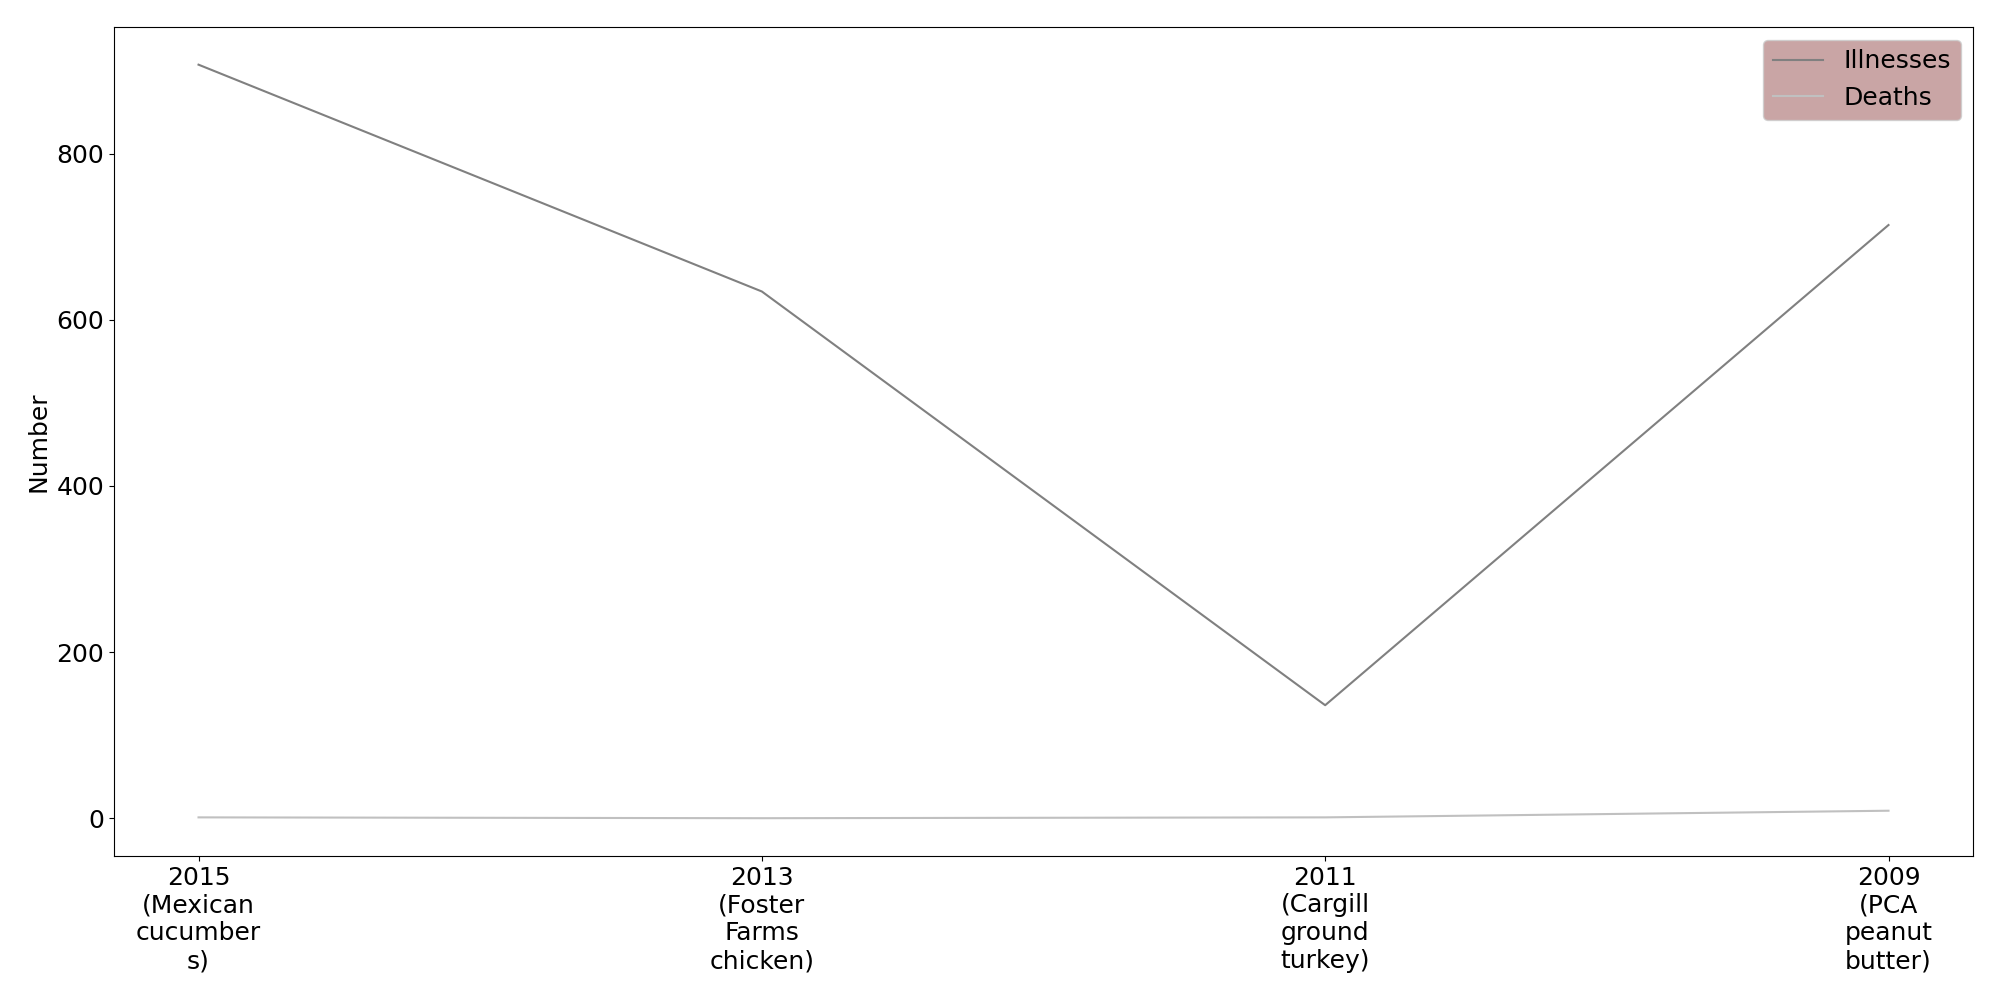 Illnesses
Deaths
Number
800
600
400
200
0
2015
(Mexican
cucumber
s)
2013
(Foster
Farms
chicken)
2011
(Cargill
ground
turkey)
2009
(PCA
peanut
butter)